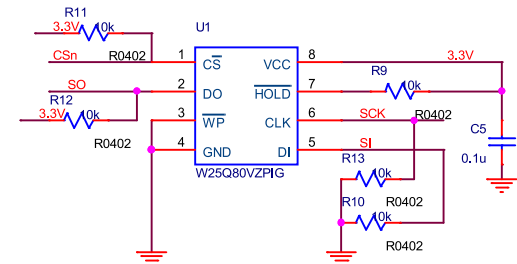 R11
U1
3.3V
10k
CSn
R0402
1
CS
VCC
8
3.3V
SO
2
DO
HOLD
7
R9
10k
R12
3.3V
10k
R0402
3
WP
CLK
6
SCK
R0402
C5
0.1u
4
GND
DI
5
SI
W25Q80VZPIG
R13
10k
R0402
R10
10k
R0402